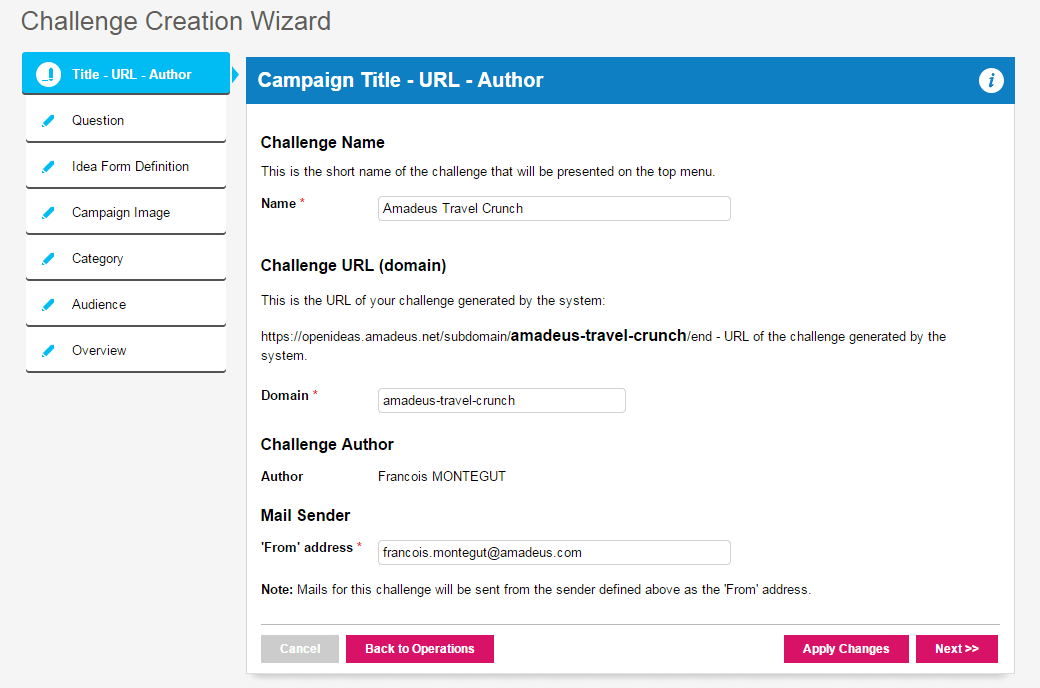 Challenge Creation Wizard
Title - URL - Author
Question
Idea Form Definition
Campaign Image
Category
Audience
Overview
Campaign Title - URL - Author
i
Challenge Name
This is the short name of the challenge that will be presented on the top menu.
Name * Amadeus Travel Crunch
Challenge URL (domain)
This is the URL of your challenge generated by the system:
https://openideas.amadeus.net/subdomain/amadeus-travel-crunch/end - URL of the challenge generated by the
system.
Domain * amadeus-travel-crunch
Challenge Author
Author Francois MONTEGUT
Mail Sender
'From' address * francois.montegut@amadeus.com
Note: Mails for this challenge will be sent from the sender defined above as the 'From' address.
Cancel Back to Operations Apply Changes Next >>